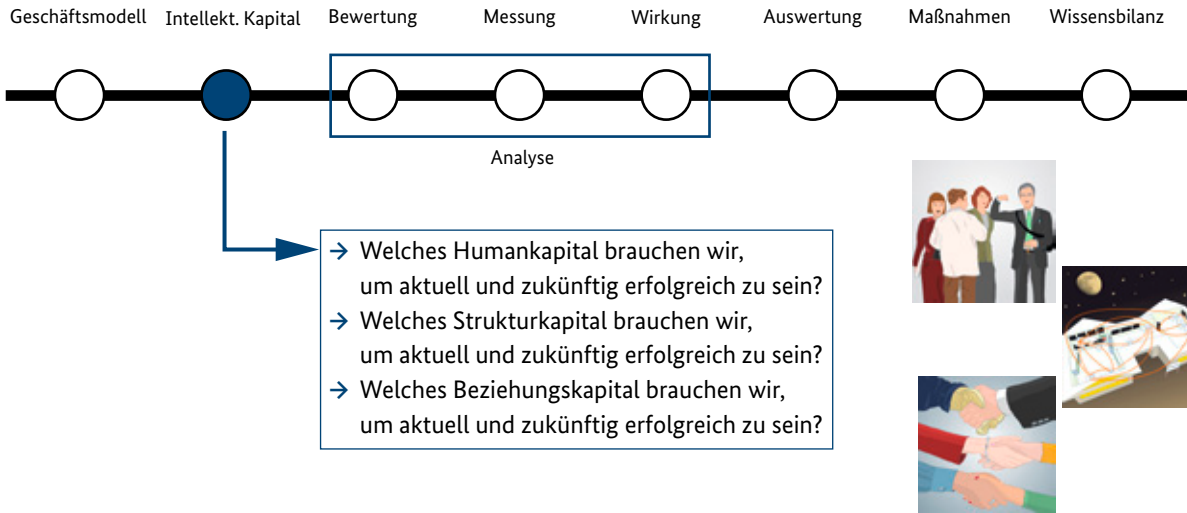 Geschäftsmodell
Intellekt. Kapital
Bewertung
Messung
Wirkung
Auswertung
Maßnahmen
Wissensbilanz
Analyse
→ Welches Humankapital brauchen wir,
um aktuell und zukünftig erfolgreich zu sein?
→ Welches Strukturkapital brauchen wir,
um aktuell und zukünftig erfolgreich zu sein?
→ Welches Beziehungskapital brauchen wir,
um aktuell und zukünftig erfolgreich zu sein?